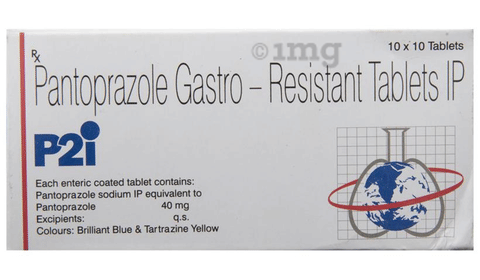 ©1mg
10 x 10 Tablets
Rx
Pantoprazole Gastro – Resistant Tablets IP
P2i
Each enteric coated tablet contains:
Pantoprazole sodium IP equivalent to
Pantoprazole 40 mg
Excipients: q.s.
Colours: Brilliant Blue & Tartrazine Yellow